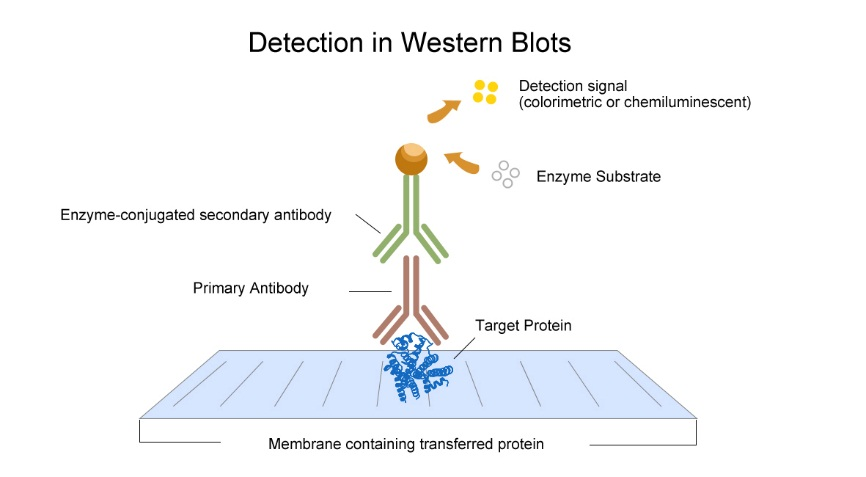 Detection in Western Blots
Detection signal
(colorimetric or chemiluminescent)
Enzyme Substrate
Enzyme-conjugated secondary antibody
Primary Antibody
Target Protein
Membrane containing transferred protein